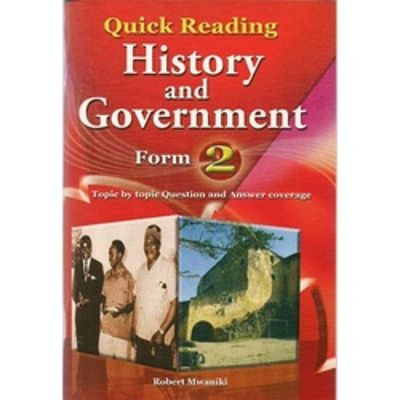 Quick Reading
History
and
Government
Form 2
Topic by topic Question and Answer coverage
Robert Mwaniki